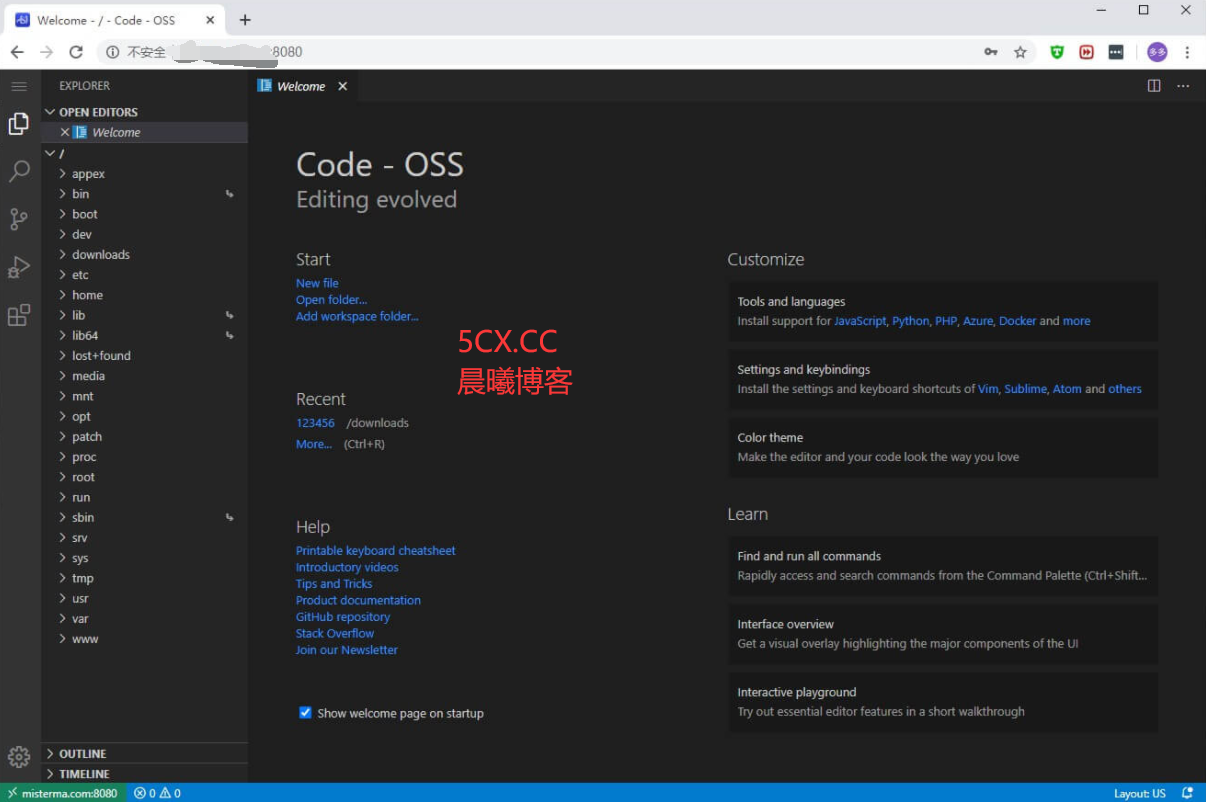 Welcome - / - Code - OSS
不安全
:8080
EXPLORER
OPEN EDITORS
Welcome
/
appex
bin
boot
dev
downloads
etc
home
lib
lib64
lost+found
media
mnt
opt
patch
proc
root
run
sbin
srv
sys
tmp
usr
var
www
OUTLINE
TIMELINE
Welcome
Code - OSS
Editing evolved
Start
New file
Open folder...
Add workspace folder...
5CX.CC
晨曦博客
Recent
123456 /downloads
More... (Ctrl+R)
Help
Printable keyboard cheatsheet
Introductory videos
Tips and Tricks
Product documentation
GitHub repository
Stack Overflow
Join our Newsletter
Show welcome page on startup
Customize
Tools and languages
Install support for JavaScript, Python, PHP, Azure, Docker and more
Settings and keybindings
Install the settings and keyboard shortcuts of Vim, Sublime, Atom and others
Color theme
Make the editor and your code look the way you love
Learn
Find and run all commands
Rapidly access and search commands from the Command Palette (Ctrl+Shift...
Interface overview
Get a visual overlay highlighting the major components of the UI
Interactive playground
Try out essential editor features in a short walkthrough
多多
misterma.com:8080
0
0
Layout: US